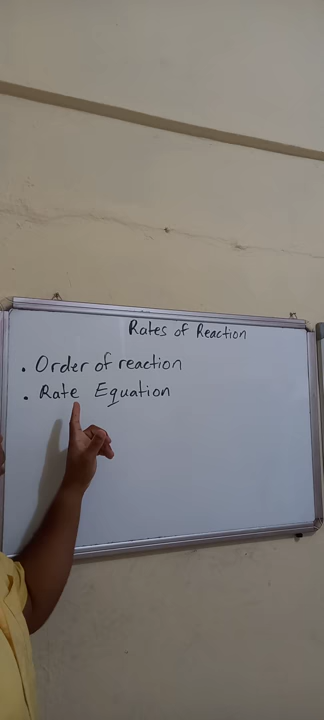 Rates of Reaction
. Order of reaction
. Rate Equation